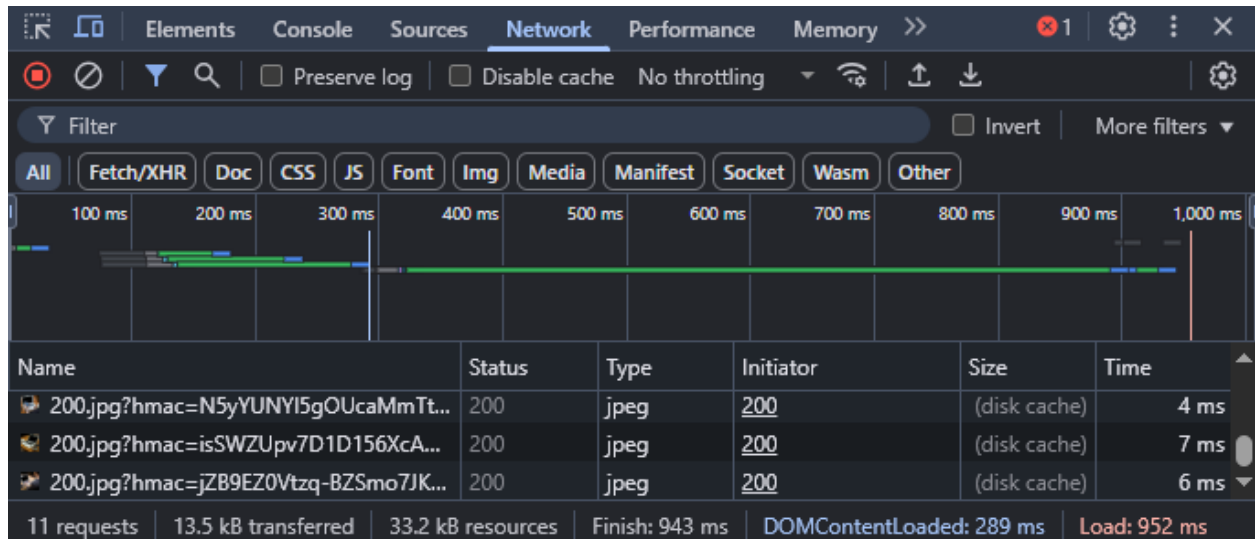 Elements Console Sources Network Performance Memory 1
Preserve log Disable cache No throttling
Filter Invert More filters
All Fetch/XHR Doc CSS JS Font Img Media Manifest Socket Wasm Other
100 ms 200 ms 300 ms 400 ms 500 ms 600 ms 700 ms 800 ms 900 ms 1,000 ms
Name Status Type Initiator Size Time
200.jpg?hmac=N5yYUNYI5gOUcaMmTt... 200 jpeg 200 (disk cache) 4 ms
200.jpg?hmac=isSWZUpv7D1D156XcA... 200 jpeg 200 (disk cache) 7 ms
200.jpg?hmac=jZB9EZ0Vtzq-BZSmo7JK... 200 jpeg 200 (disk cache) 6 ms
11 requests 13.5 kB transferred 33.2 kB resources Finish: 943 ms DOMContentLoaded: 289 ms Load: 952 ms